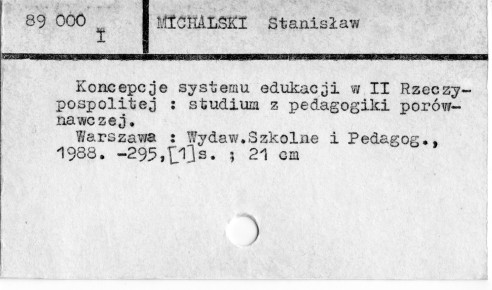 89 000
I
MICHALSKI Stanisław
Koncepcje systemu edukacji w II Rzeczy-
pospolitej : studium z pedagogiki porów-
nawczej.
Warszawa : Wydaw.Szkolne i Pedagog.,
1988. -295,[1]s. ; 21 cm